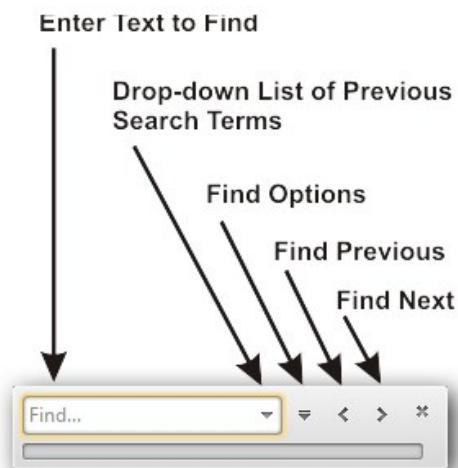 Enter Text to Find
Drop-down List of Previous
Search Terms
Find Options
Find Previous
Find Next
Find...